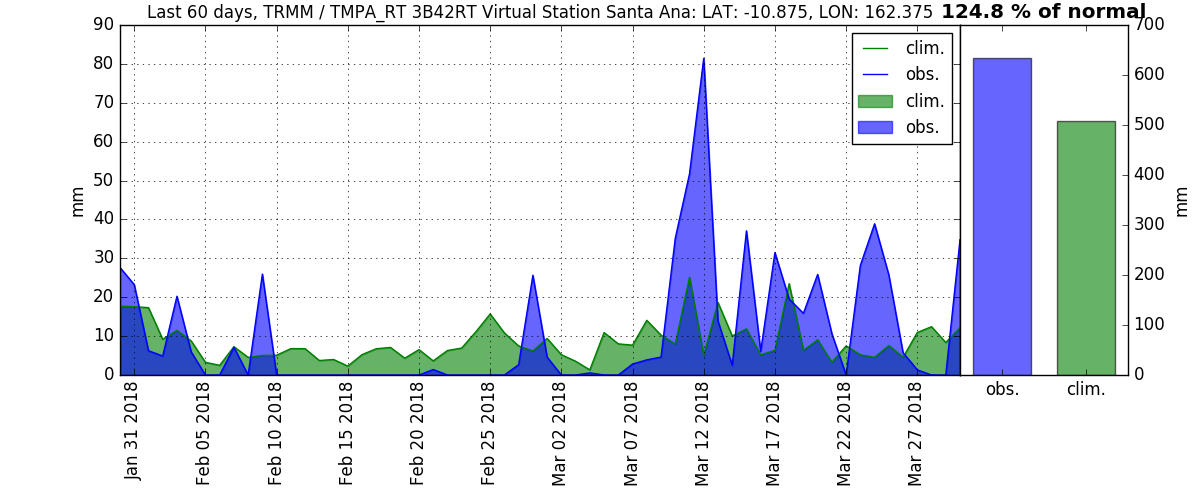 Last 60 days, TRMM / TMPA_RT 3B42RT Virtual Station Santa Ana: LAT: -10.875, LON: 162.375 124.8 % of normal
90
80
70
60
50
40
30
20
10
0
mm
clim.
obs.
clim.
obs.
700
600
500
400
300
200
100
0
mm
obs.
clim.
Jan 31 2018
Feb 05 2018
Feb 10 2018
Feb 15 2018
Feb 20 2018
Feb 25 2018
Mar 02 2018
Mar 07 2018
Mar 12 2018
Mar 17 2018
Mar 22 2018
Mar 27 2018